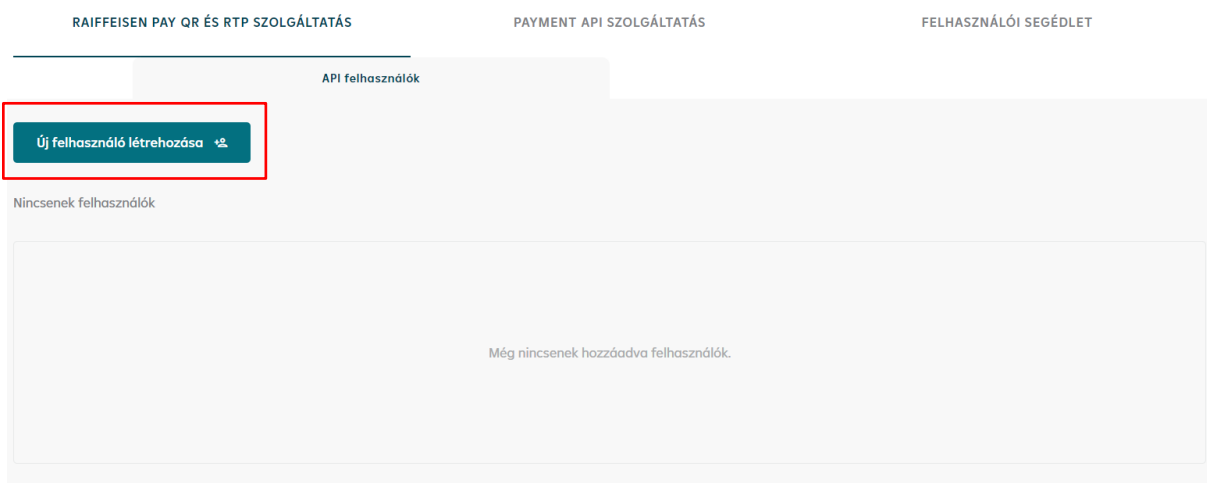 RAIFFEISEN PAY QR ÉS RTP SZOLGÁLTATÁS
PAYMENT API SZOLGÁLTATÁS
FELHASZNÁLÓI SEGÉDLET
API felhasználók
Új felhasználó létrehozása
Nincsenek felhasználók
Még nincsenek hozzáadva felhasználók.